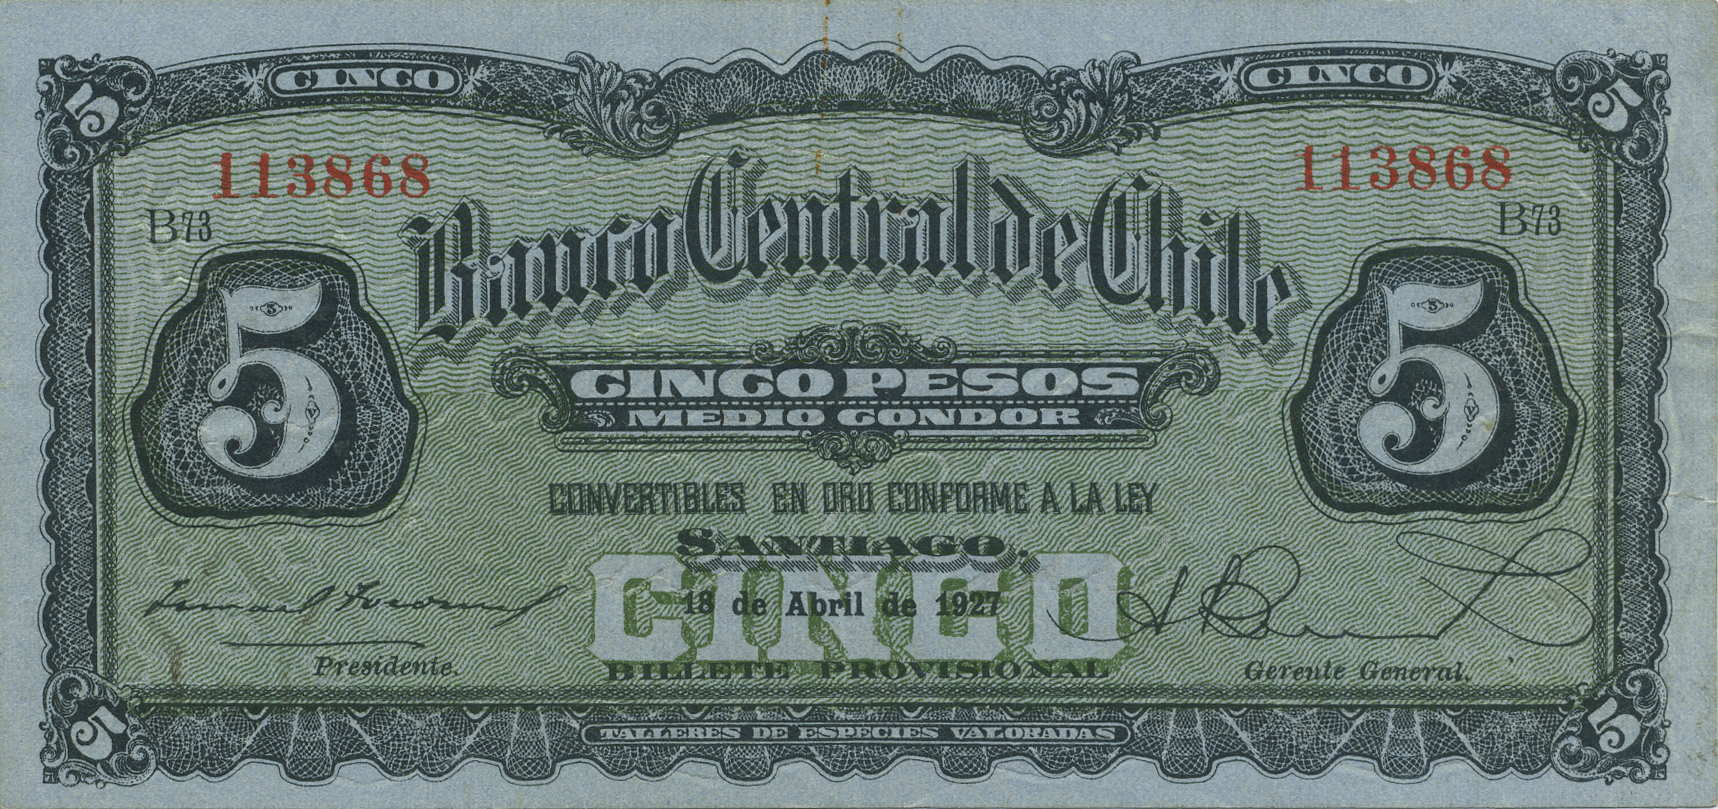 5 CINCO CINCO 5
113868 113868
B73 B73
Banco Central de Chile
5 5
CINCO PESOS
MEDIO CONDOR
CONVERTIBLES EN ORO CONFORME A LA LEY
SANTIAGO.
CINCO
18 de Abril de 1927
Presidente. BILLETE PROVISIONAL Gerente General.
5 TALLERES DE ESPECIES VALORADAS 5